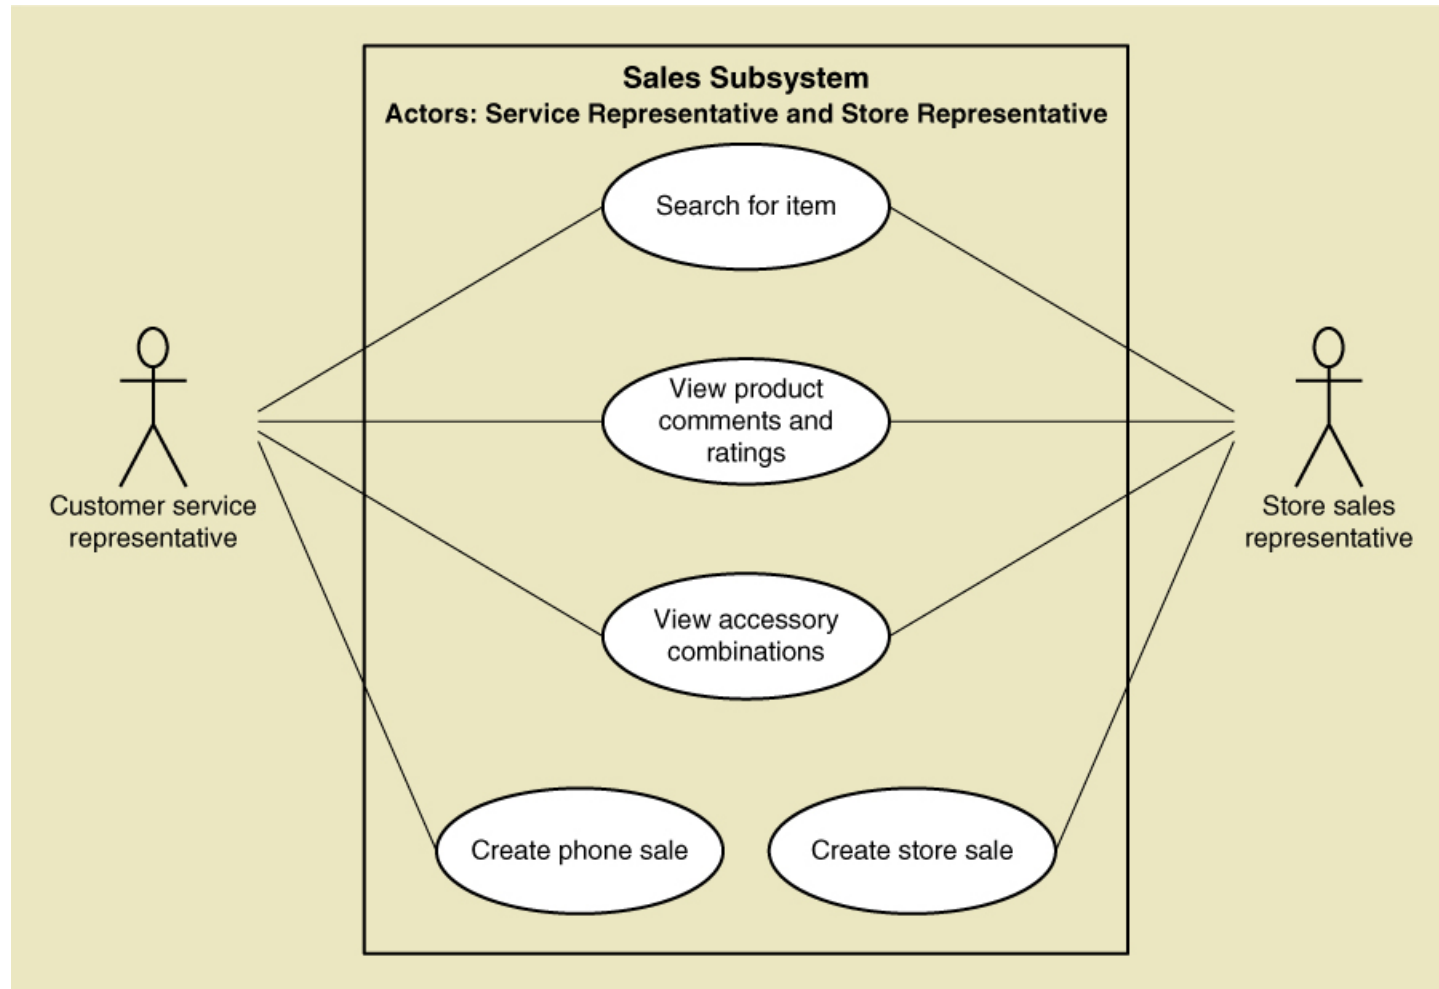 Sales Subsystem
Actors: Service Representative and Store Representative
Search for item
View product
comments and
ratings
Customer service
representative
Store sales
representative
View accessory
combinations
Create phone sale
Create store sale